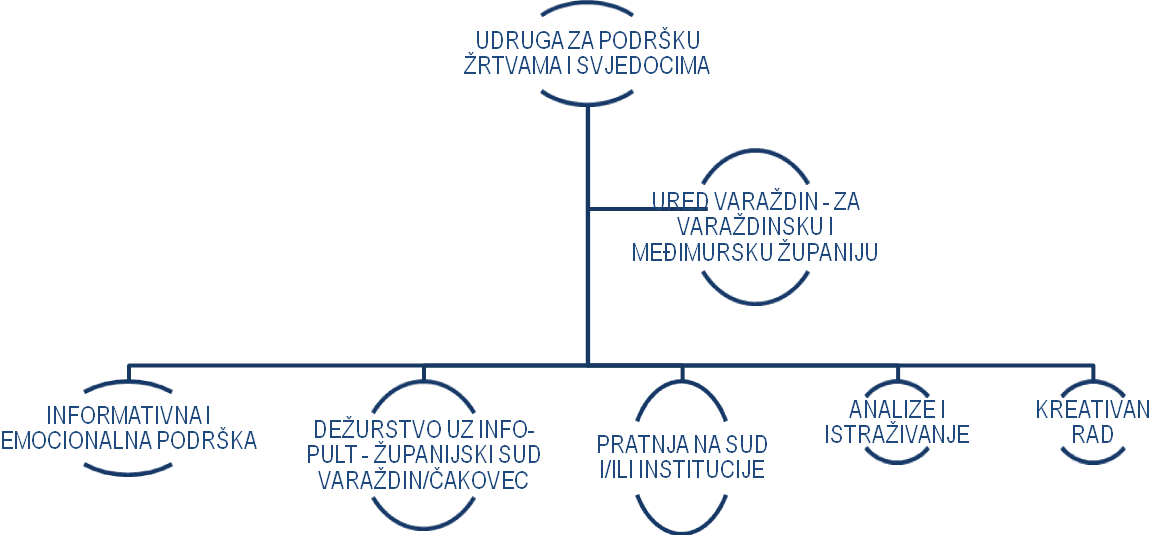 UDRUGA ZA PODRŠKU
ŽRTVAMA I SVJEDOCIMA
URED VARAŽDIN - ZA
VARAŽDINSKU I
MEĐIMURSKU ŽUPANIJU
INFORMATIVNA I
EMOCIONALNA PODRŠKA
DEŽURSTVO UZ INFO-
PULT - ŽUPANIJSKI SUD
VARAŽDIN/ČAKOVEC
PRATNJA NA SUD
I/ILI INSTITUCIJE
ANALIZE I
ISTRAŽIVANJE
KREATIVAN
RAD